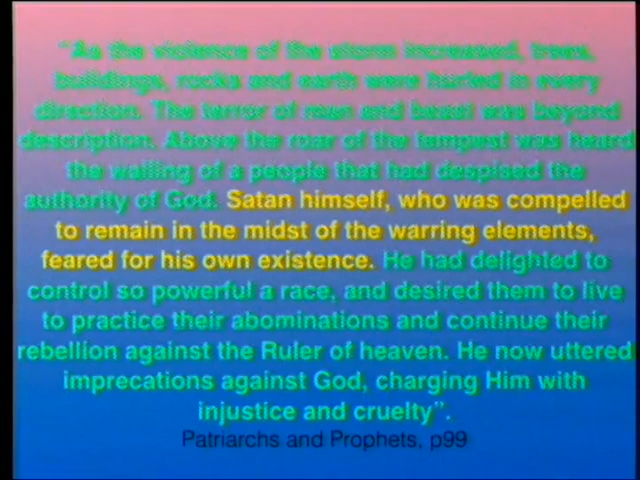 "As the violence of the storm increased, trees,
buildings, rocks and earth were hurled in every
direction. The terror of man and beast was beyond
description. Above the roar of the tempest was heard
the wailing of a people that had despised the
authority of God. Satan himself, who was compelled
to remain in the midst of the warring elements,
feared for his own existence. He had delighted to
control so powerful a race, and desired them to live
to practice their abominations and continue their
rebellion against the Ruler of heaven. He now uttered
imprecations against God, charging Him with
injustice and cruelty".
Patriarchs and Prophets, p99